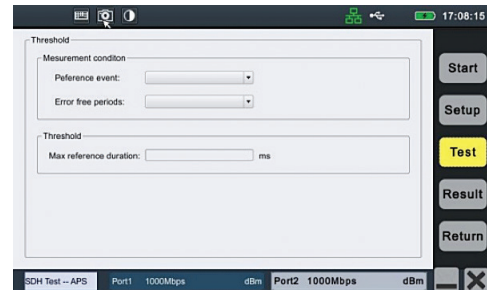 17:08:15
Threshold
Mesurement conditon
Peference event:
Error free periods:
Threshold
Max reference duration: ms
Start
Setup
Test
Result
Return
SDH Test -- APS Port1 1000Mbps dBm Port2 1000Mbps dBm